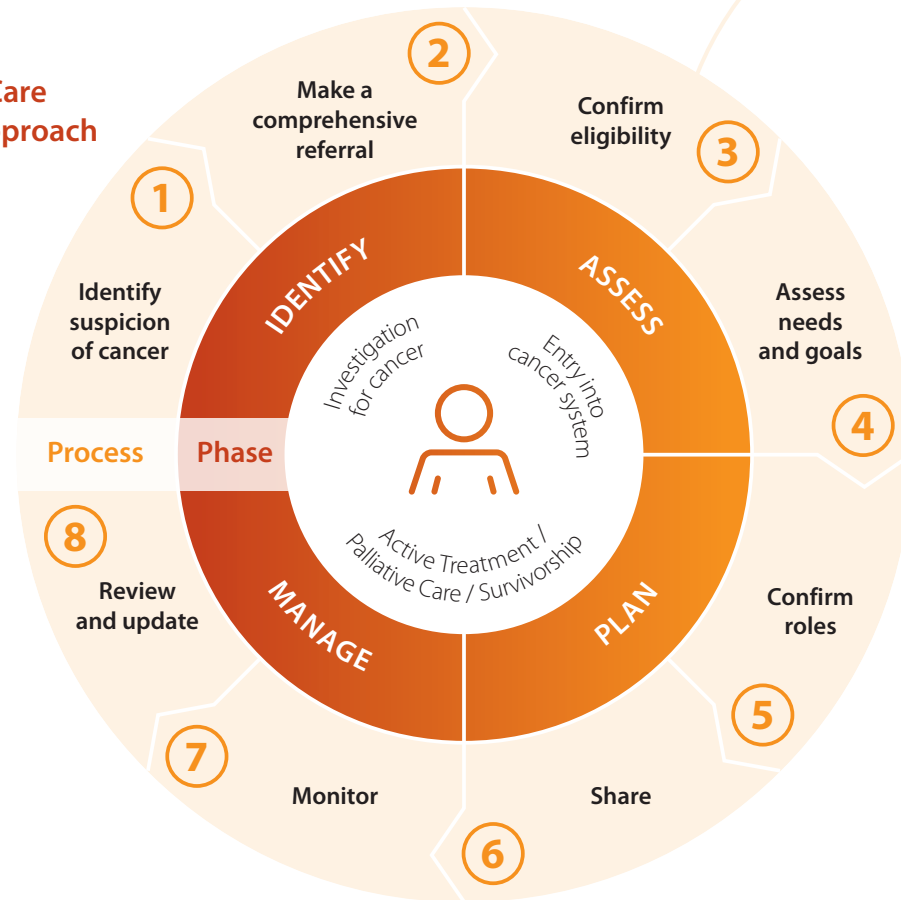 proach
1
Identify
suspicion
of cancer
2
Make a
comprehensive
referral
3
Confirm
eligibility
4
Assess
needs
and goals
5
Confirm
roles
6
Share
7
Monitor
8
Review
and update
Process
Phase
IDENTIFY
ASSESS
PLAN
MANAGE
Investigation
for cancer
Entry into
cancer system
Active Treatment /
Palliative Care / Survivorship